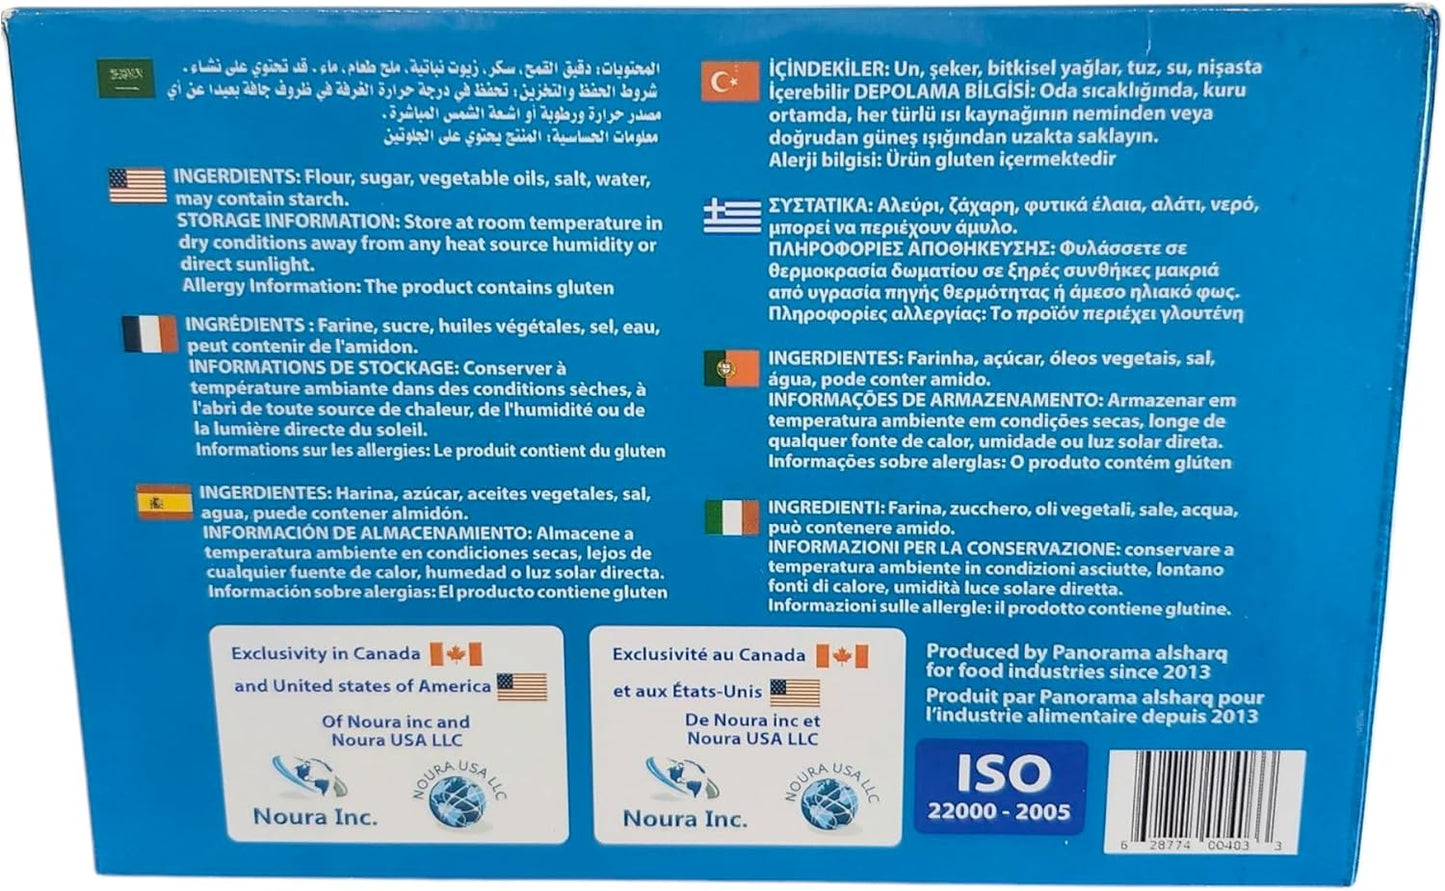 المحتويات: دقيق القمح، سكر، زيوت نباتية، ملح طعام، ماء. قد تحتوي على نشاء.
شروط الحفظ والتخزين: تحفظ في درجة حرارة الغرفة في ظروف جافة بعيدا عن أي
مصدر حرارة ورطوبة أو اشعة الشمس المباشرة.
معلومات الحساسية: المنتج يحتوي على الجلوتين
INGERDIENTS: Flour, sugar, vegetable oils, salt, water,
may contain starch.
STORAGE INFORMATION: Store at room temperature in
dry conditions away from any heat source humidity or
direct sunlight.
Allergy Information: The product contains gluten
INGRÉDIENTS : Farine, sucre, huiles végétales, sel, eau,
peut contenir de l'amidon.
INFORMATIONS DE STOCKAGE: Conserver à
température ambiante dans des conditions sèches, à
l'abri de toute source de chaleur, de l'humidité ou de
la lumière directe du soleil.
Informations sur les allergies: Le produit contient du gluten
INGERDIENTES: Harina, azúcar, aceites vegetales, sal,
agua, puede contener almidón.
INFORMACIÓN DE ALMACENAMIENTO: Almacene a
temperatura ambiente en condiciones secas, lejos de
cualquier fuente de calor, humedad o luz solar directa.
Información sobre alergias: El producto contiene gluten
İÇİNDEKİLER: Un, şeker, bitkisel yağlar, tuz, su, nişasta
İçerebilir DEPOLAMA BİLGİSİ: Oda sıcaklığında, kuru
ortamda, her türlü ısı kaynağının neminden veya
doğrudan güneş ışığından uzakta saklayın.
Alerji bilgisi: Ürün gluten içermektedir
ΣΥΣΤΑΤΙΚΑ: Αλεύρι, ζάχαρη, φυτικά έλαια, αλάτι, νερό,
μπορεί να περιέχουν άμυλο.
ΠΛΗΡΟΦΟΡΙΕΣ ΑΠΟΘΗΚΕΥΣΗΣ: Φυλάσσετε σε
θερμοκρασία δωματίου σε ξηρές συνθήκες μακριά
από υγρασία πηγής θερμότητας ή άμεσο ηλιακό φως.
Πληροφορίες αλλεργίας: Το προϊόν περιέχει γλουτένη
INGERDIENTES: Farinha, açúcar, óleos vegetais, sal,
água, pode conter amido.
INFORMAÇÕES DE ARMAZENAMENTO: Armazenar em
temperatura ambiente em condições secas, longe de
qualquer fonte de calor, umidade ou luz solar direta.
Informações sobre alerglas: O produto contém glúten
INGREDIENTI: Farina, zucchero, oli vegetali, sale, acqua,
può contenere amido.
INFORMAZIONI PER LA CONSERVAZIONE: conservare a
temperatura ambiente in condizioni asciutte, lontano
fonti di calore, umidità luce solare diretta.
Informazioni sulle allergle: il prodotto contiene glutine.
Exclusivity in Canada
and United states of America
Of Noura inc and
Noura USA LLC
Noura Inc.
NOURA USA LLC
Exclusivité au Canada
et aux États-Unis
De Noura inc et
Noura USA LLC
Noura Inc.
NOURA USA LLC
Produced by Panorama alsharq
for food industries since 2013
Produit par Panorama alsharq pour
l'industrie alimentaire depuis 2013
ISO
22000 - 2005
6 28774 00403 3